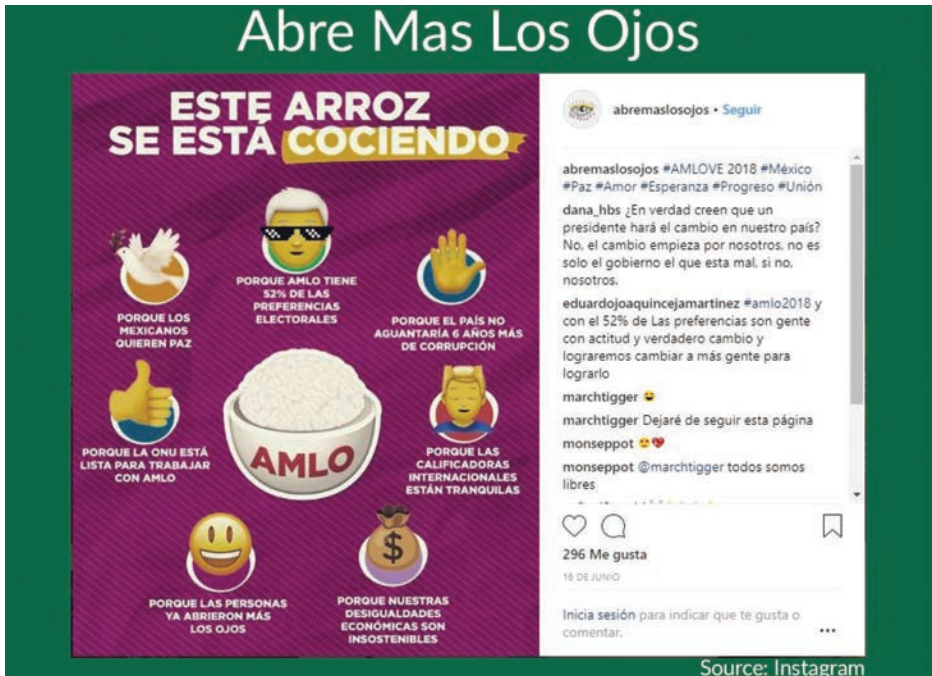 Abre Mas Los Ojos
ESTE ARROZ
SE ESTÁ COCIENDO
PORQUE LOS
MEXICANOS
QUIEREN PAZ
PORQUE AMLO TIENE
52% DE LAS
PREFERENCIAS
ELECTORALES
PORQUE EL PAÍS NO
AGUANTARÍA 6 AÑOS MÁS
DE CORRUPCIÓN
PORQUE LA ONU ESTÁ
LISTA PARA TRABAJAR
CON AMLO
AMLO
PORQUE LAS
CALIFICADORAS
INTERNACIONALES
ESTÁN TRANQUILAS
PORQUE LAS PERSONAS
YA ABRIERON MÁS
LOS OJOS
$
PORQUE NUESTRAS
DESIGUALDADES
ECONÓMICAS SON
INSOSTENIBLES
abremaslosojos • Seguir
abremaslosojos #AMLOVE 2018 #México
#Paz #Amor #Esperanza #Progreso #Unión
dana_hbs ¿En verdad creen que un
presidente hará el cambio en nuestro país?
No, el cambio empieza por nosotros, no es
solo el gobierno el que esta mal, si no,
nosotros.
eduardojoaquincejamartinez #amlo2018 y
con el 52% de Las preferencias son gente
con actitud y verdadero cambio y
lograremos cambiar a más gente para
lograrlo
marchtigger
marchtigger Dejaré de seguir esta página
monseppot
monseppot @marchtigger todos somos
libres
296 Me gusta
16 DE JUNIO
Inicia sesión para indicar que te gusta o
comentar.
Source: Instagram